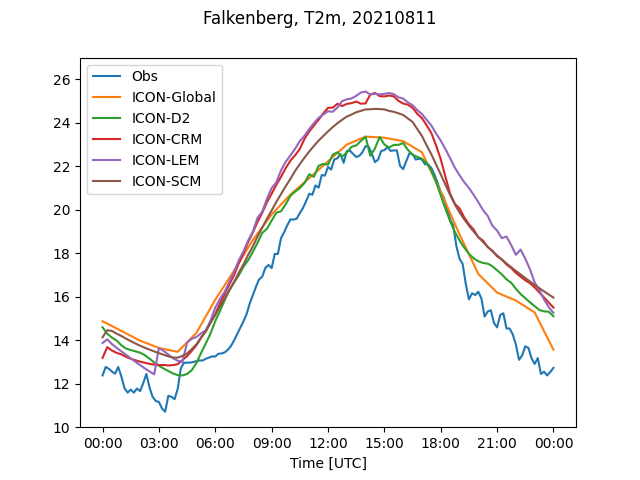 Falkenberg, T2m, 20210811
Obs
ICON-Global
ICON-D2
ICON-CRM
ICON-LEM
ICON-SCM
26
24
22
20
18
16
14
12
10
00:00 03:00 06:00 09:00 12:00 15:00 18:00 21:00 00:00
Time [UTC]